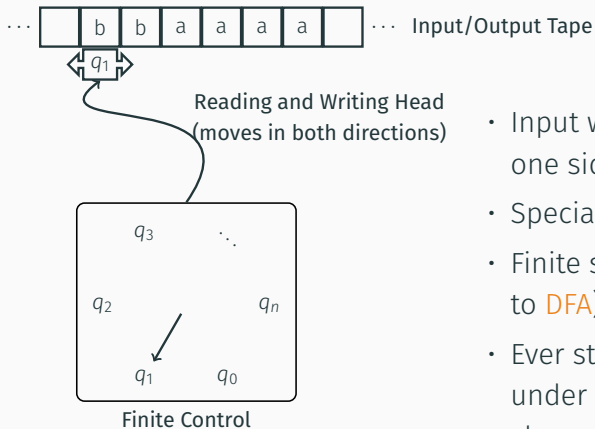 ··· b b a a a a ··· Input/Output Tape
q₁
Reading and Writing Head
(moves in both directions)
q₃ ⋱
q₂ qₙ
q₁ q₀
Finite Control
• Input w
one sid
• Specia
• Finite s
to DFA)
• Ever st
under